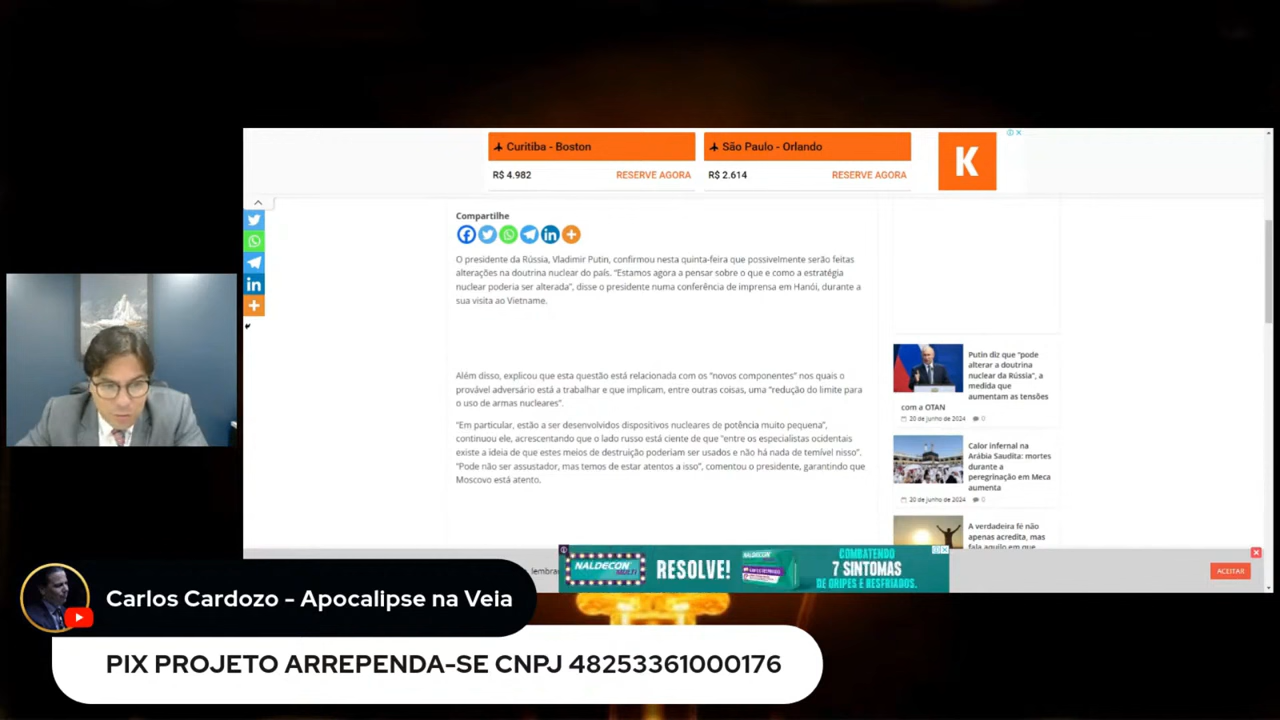 Curitiba - Boston
R$ 4.982
RESERVE AGORA
São Paulo - Orlando
R$ 2.614
RESERVE AGORA
K
Compartilhe
O presidente da Rússia, Vladimir Putin, confirmou nesta quinta-feira que possivelmente serão feitas
alterações na doutrina nuclear do país. "Estamos agora a pensar sobre o que e como a estratégia
nuclear poderia ser alterada", disse o presidente numa conferência de imprensa em Hanói, durante a
sua visita ao Vietname.
Além disso, explicou que esta questão está relacionada com os "novos componentes" nos quais o
provável adversário está a trabalhar e que implicam, entre outras coisas, uma "redução do limite para
o uso de armas nucleares".
"Em particular, estão a ser desenvolvidos dispositivos nucleares de potência muito pequena",
continuou ele, acrescentando que o lado russo está ciente de que "entre os especialistas ocidentais
existe a ideia de que estes meios de destruição poderiam ser usados e não há nada de temível nisso".
"Pode não ser assustador, mas temos de estar atentos a isso", comentou o presidente, garantindo que
Moscovo está atento.
Putin diz que "pode
alterar a doutrina
nuclear da Rússia", a
medida que
aumentam as tensões
com a OTAN
20 de junho de 2024 0
Calor infernal na
Arábia Saudita: mortes
durante a
peregrinação em Meca
aumenta
20 de junho de 2024 0
A verdadeira fé não
apenas acredita, mas
faz aquilo em que
, lembran
NALDECON
MULTI
RESOLVE!
NALDECON
COMBATENDO
7 SINTOMAS
DE GRIPES E RESFRIADOS.
ACEITAR
Carlos Cardozo - Apocalipse na Veia
PIX PROJETO ARREPENDA-SE CNPJ 48253361000176